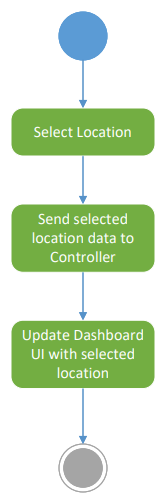 Select Location
Send selected
location data to
Controller
Update Dashboard
UI with selected
location